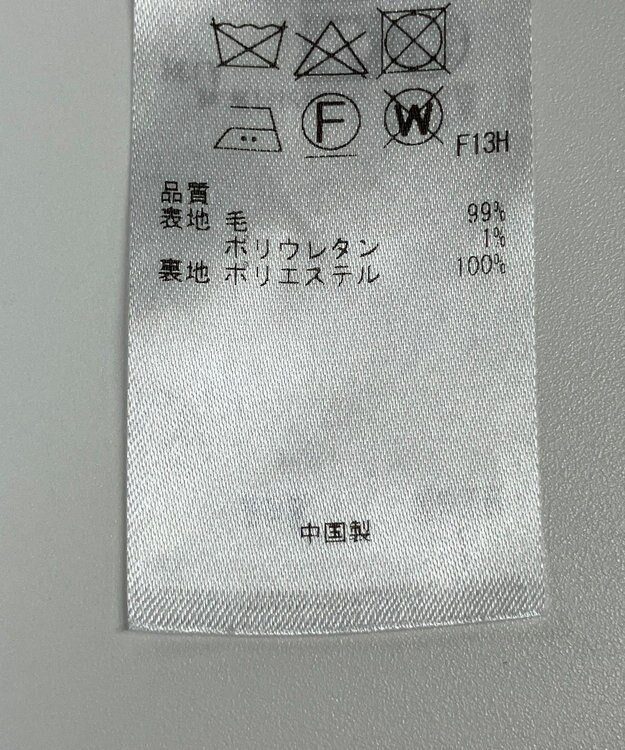 F W F13H
品質
表地 毛 99%
ポリウレタン 1%
裏地 ポリエステル 100%
中国製